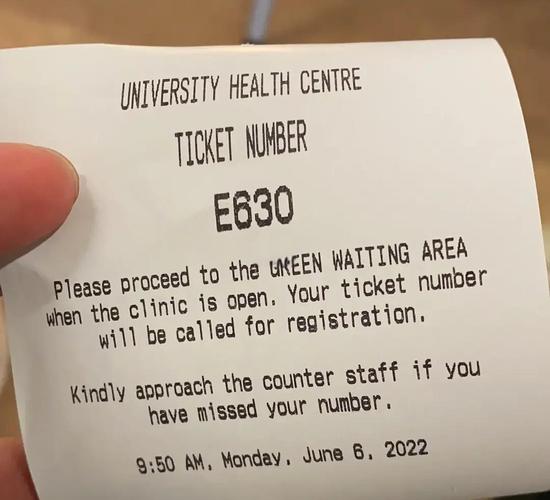 UNIVERSITY HEALTH CENTRE
TICKET NUMBER
E630
Please proceed to the WAITING AREA
when the clinic is open. Your ticket number
will be called for registration.
Kindly approach the counter staff if you
have missed your number.
9:50 AM, Monday, June 6, 2022